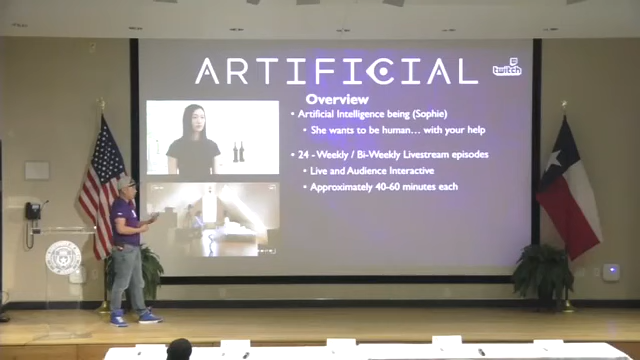 ARTIFICIAL
twitch
Overview
• Artificial Intelligence being (Sophie)
• She wants to be human... with your help
• 24 - Weekly / Bi-Weekly Livestream episodes
• Live and Audience Interactive
• Approximately 40-60 minutes each